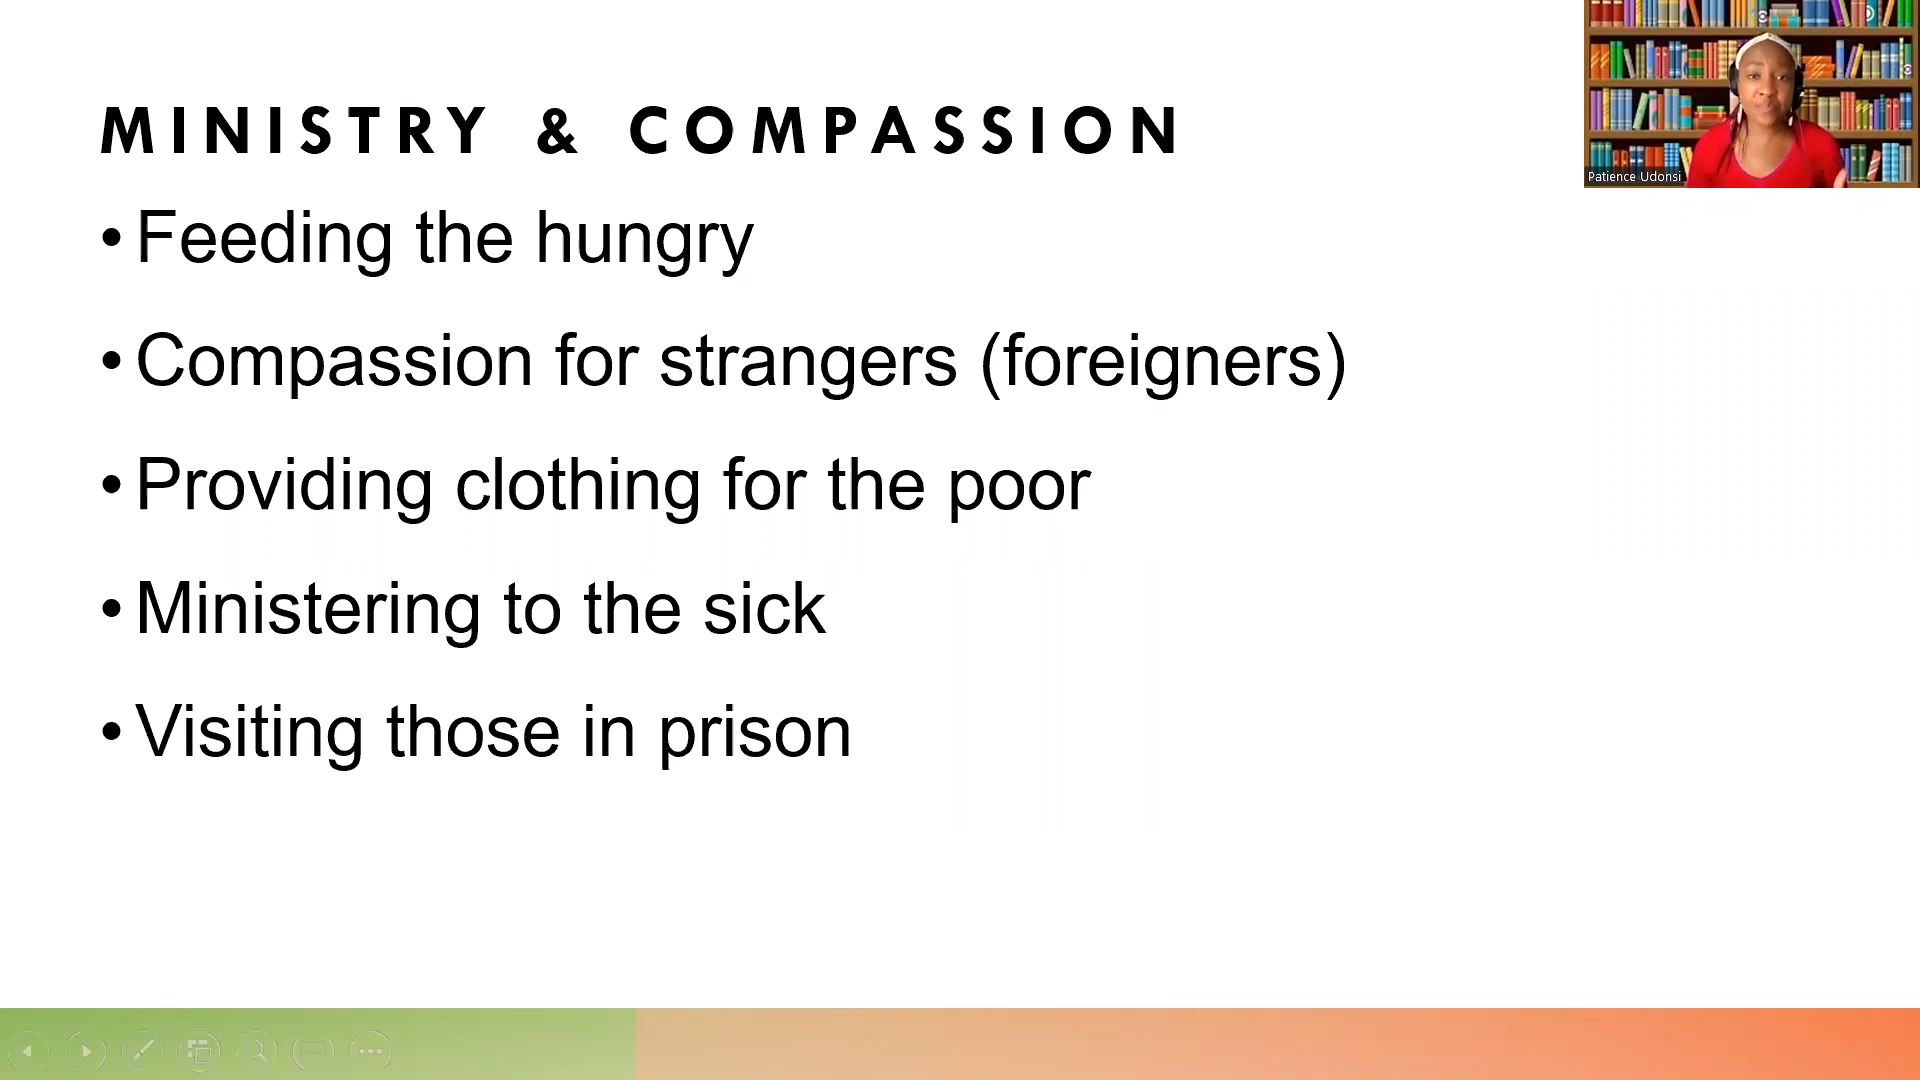 MINISTRY & COMPASSION
• Feeding the hungry
• Compassion for strangers (foreigners)
• Providing clothing for the poor
• Ministering to the sick
• Visiting those in prison
Patience Udonsi